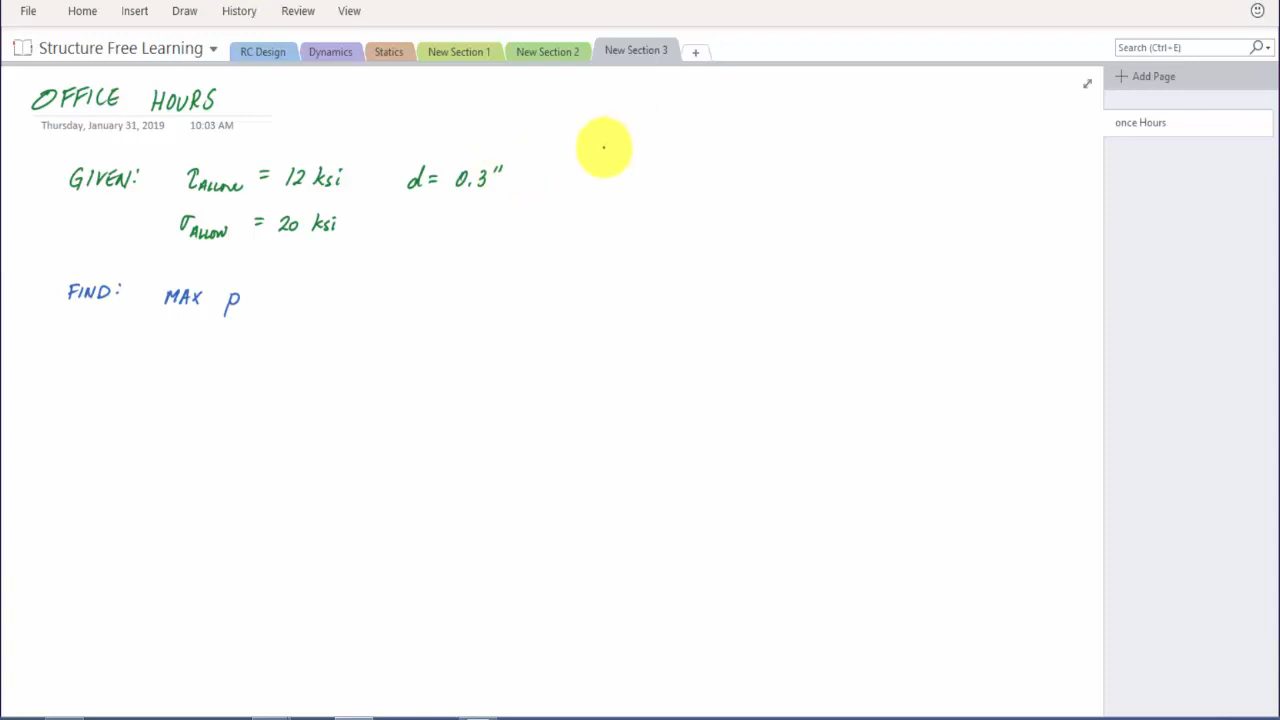 File Home Insert Draw History Review View
Structure Free Learning RC Design Dynamics Statics New Section 1 New Section 2 New Section 3 + Search (Ctrl+E)
+ Add Page
once Hours
OFFICE HOURS
Thursday, January 31, 2019 10:03 AM
GIVEN: τALLOW = 12 ksi d = 0.3"
σALLOW = 20 ksi
FIND: MAX p